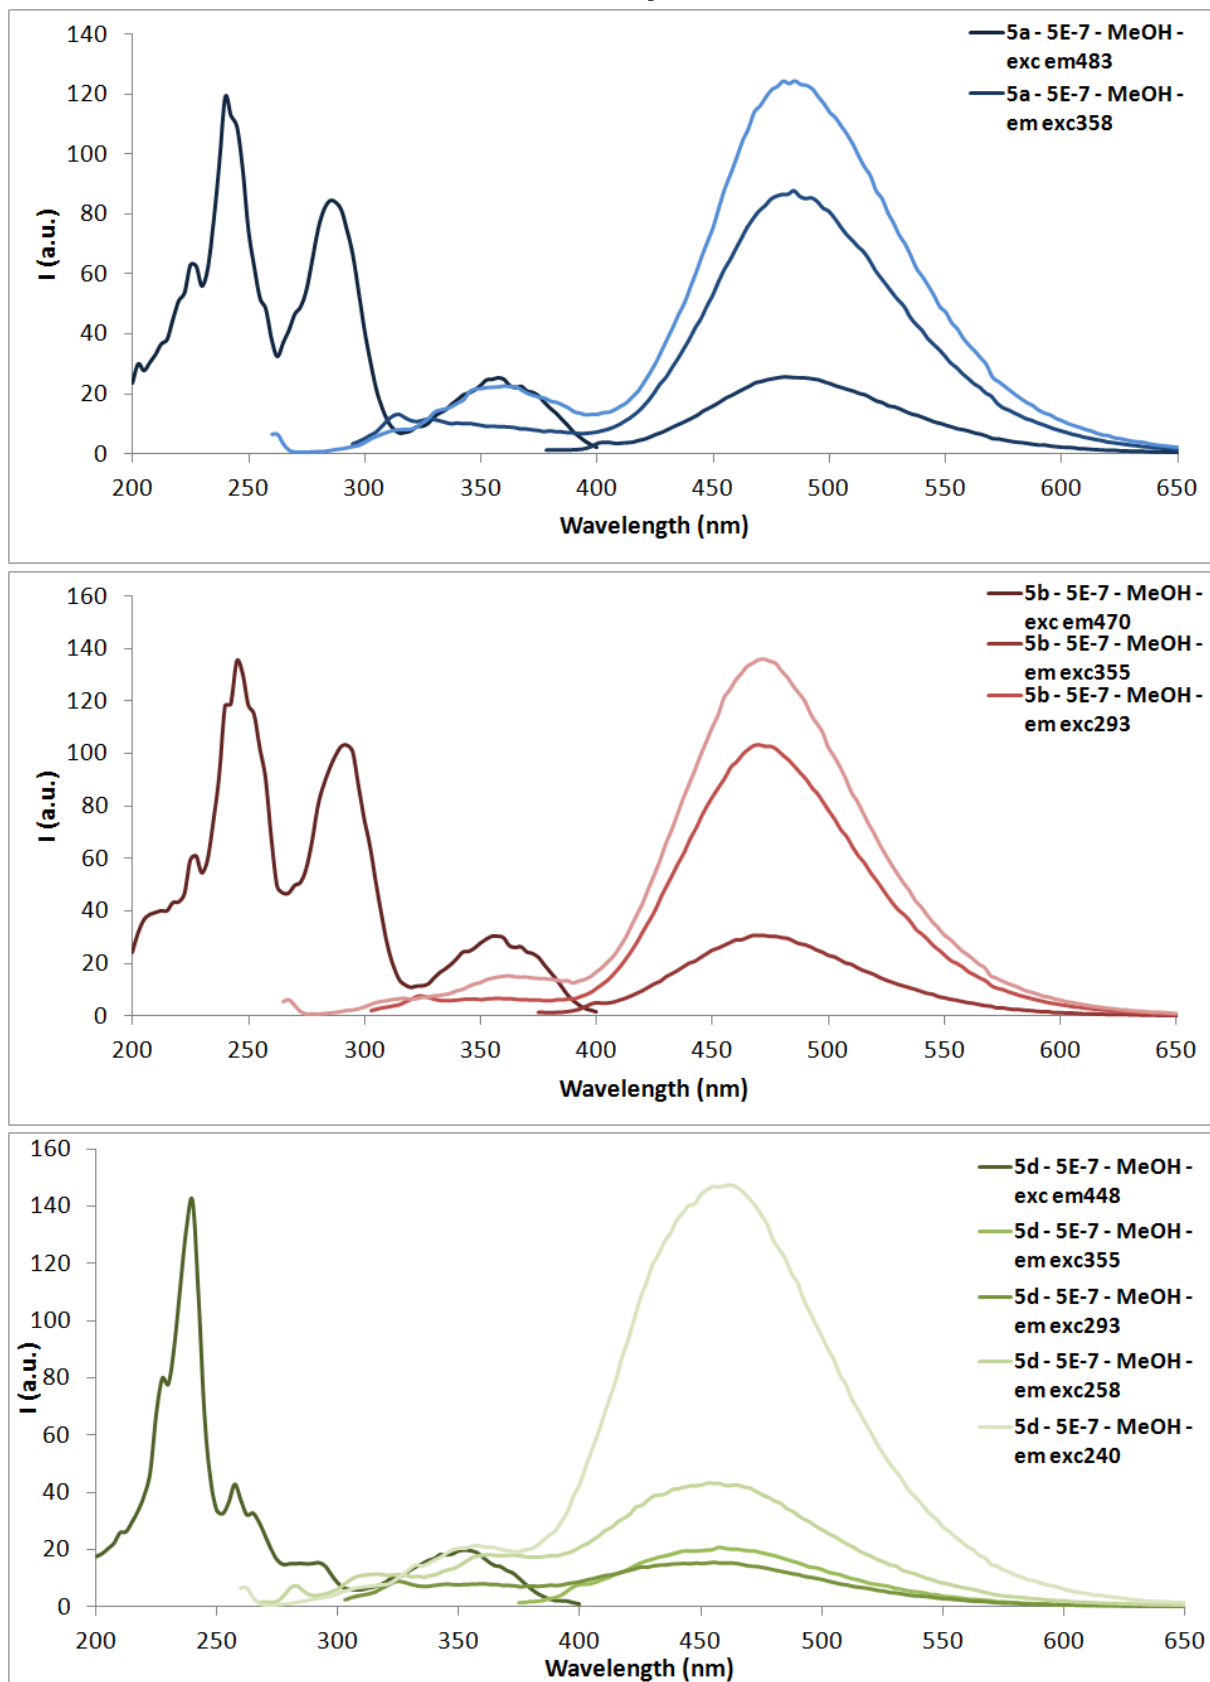 140
120
100
80
60
40
20
0
I (a.u.)
200 250 300 350 400 450 500 550 600 650
Wavelength (nm)
5a - 5E-7 - MeOH -
exc em483
5a - 5E-7 - MeOH -
em exc358
160
140
120
100
80
60
40
20
0
I (a.u.)
200 250 300 350 400 450 500 550 600 650
Wavelength (nm)
5b - 5E-7 - MeOH -
exc em470
5b - 5E-7 - MeOH -
em exc355
5b - 5E-7 - MeOH -
em exc293
160
140
120
100
80
60
40
20
0
I (a.u.)
200 250 300 350 400 450 500 550 600 650
Wavelength (nm)
5d - 5E-7 - MeOH -
exc em448
5d - 5E-7 - MeOH -
em exc355
5d - 5E-7 - MeOH -
em exc293
5d - 5E-7 - MeOH -
em exc258
5d - 5E-7 - MeOH -
em exc240